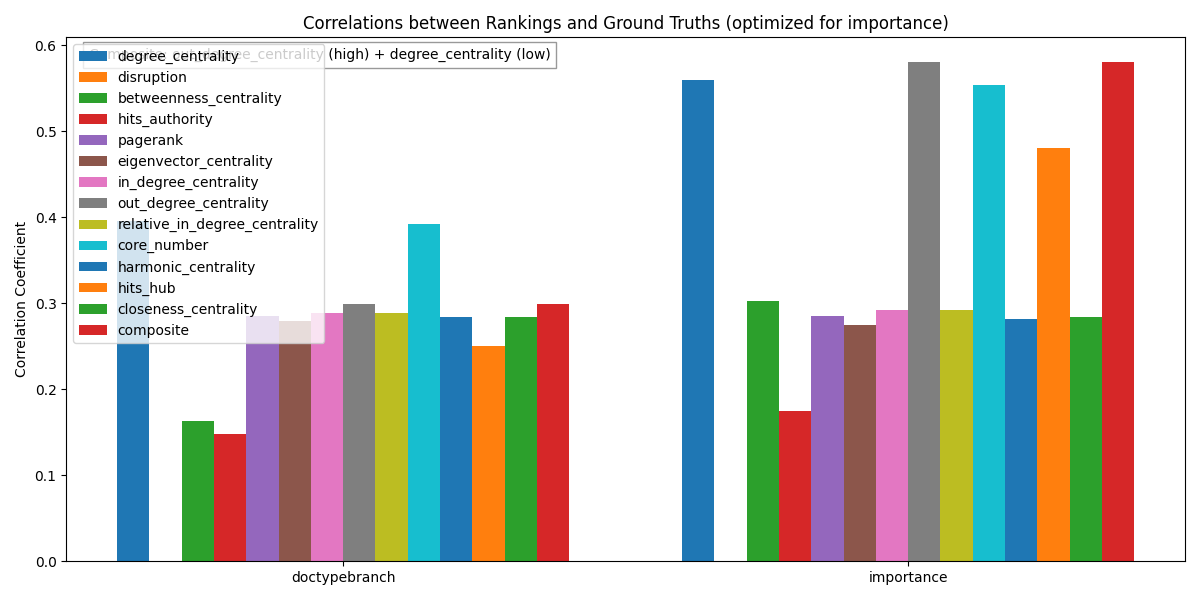 Correlations between Rankings and Ground Truths (optimized for importance)
Composite: out_degree_centrality (high) + degree_centrality (low)
degree_centrality
disruption
betweenness_centrality
hits_authority
pagerank
eigenvector_centrality
in_degree_centrality
out_degree_centrality
relative_in_degree_centrality
core_number
harmonic_centrality
hits_hub
closeness_centrality
composite
Correlation Coefficient
0.6
0.5
0.4
0.3
0.2
0.1
0.0
doctypebranch
importance